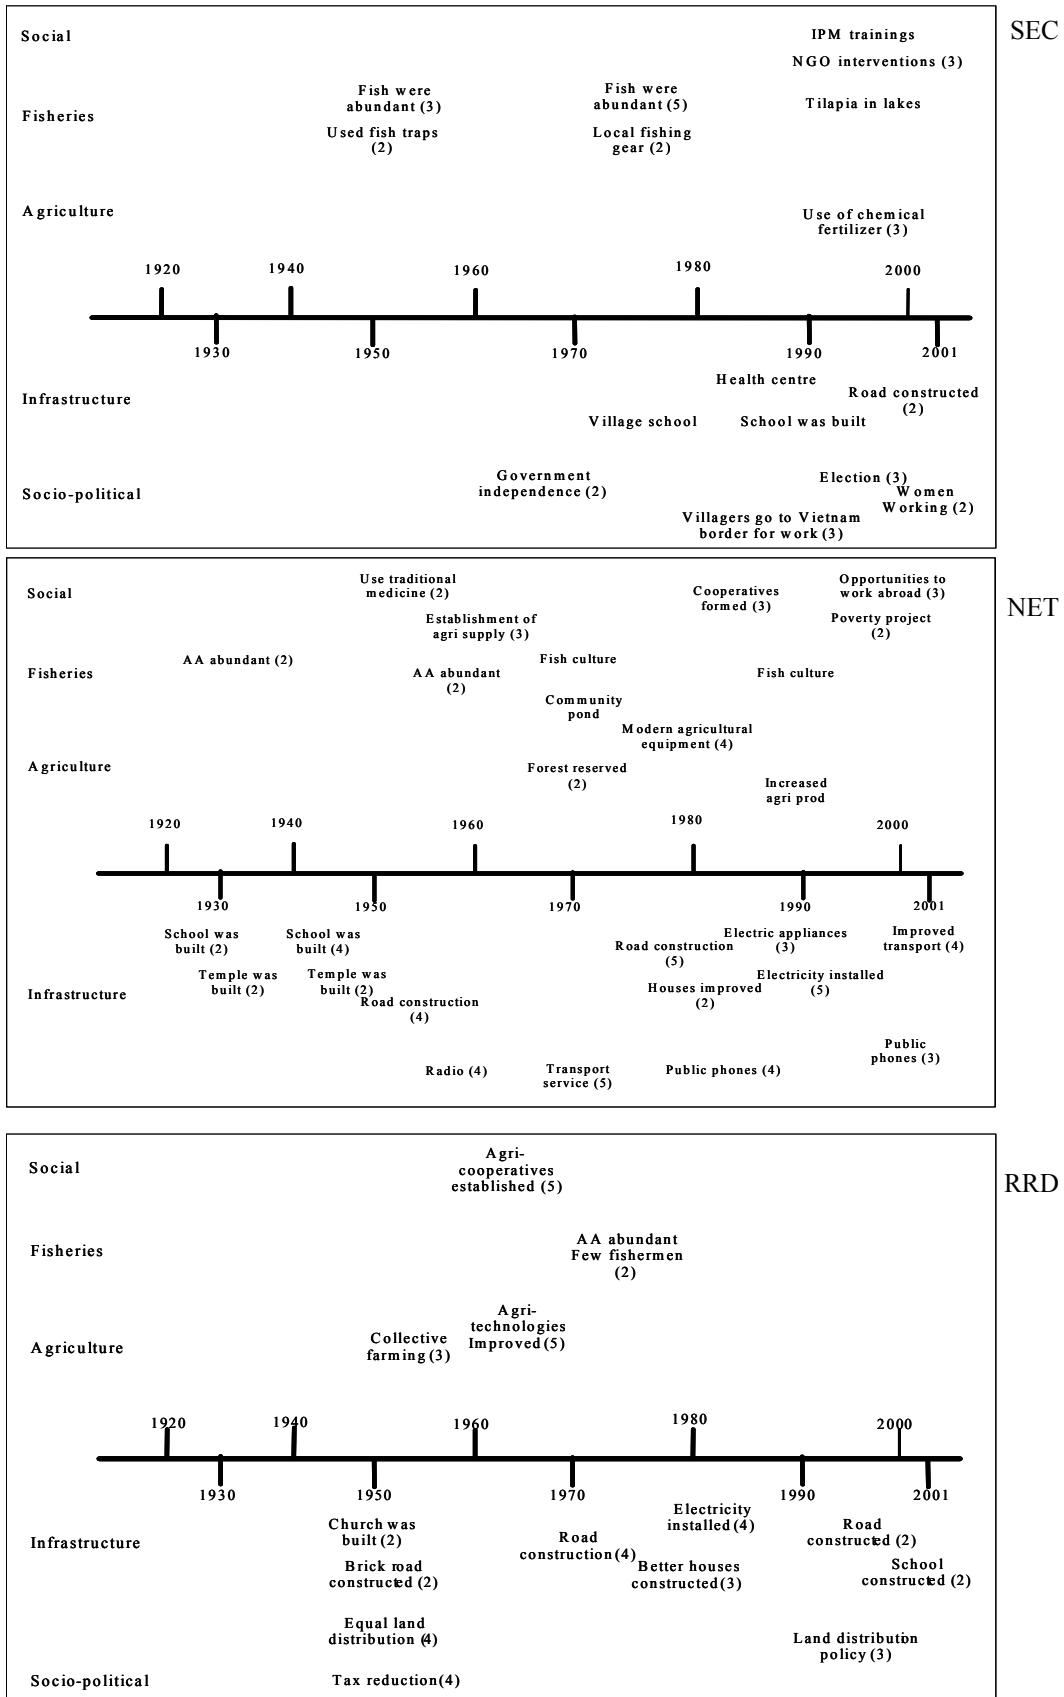 SEC
Social
IPM trainings
NGO interventions (3)
Fish were
abundant (3)
Fish were
abundant (5)
Tilapia in lakes
Fisheries
Used fish traps
(2)
Local fishing
gear (2)
Agriculture
Use of chemical
fertilizer (3)
1920
1940
1960
1980
2000
1930
1950
1970
1990
2001
Health centre
Infrastructure
Road constructed
(2)
Village school
School was built
Government
independence (2)
Election (3)
Socio-political
Women
Working (2)
Villagers go to Vietnam
border for work (3)
NET
Social
Use traditional
medicine (2)
Cooperatives
formed (3)
Opportunities to
work abroad (3)
Establishment of
agri supply (3)
Poverty project
(2)
Fisheries
AA abundant (2)
AA abundant
(2)
Fish culture
Fish culture
Community
pond
Modern agricultural
equipment (4)
Agriculture
Forest reserved
(2)
Increased
agri prod
1920
1940
1960
1980
2000
1930
1950
1970
1990
2001
School was
built (2)
School was
built (4)
Road construction
(5)
Electric appliances
(3)
Improved
transport (4)
Temple was
built (2)
Temple was
built (2)
Houses improved
(2)
Electricity installed
(5)
Infrastructure
Road construction
(4)
Public
phones (3)
Radio (4)
Transport
service (5)
Public phones (4)
RRD
Social
Agri-
cooperatives
established (5)
Fisheries
AA abundant
Few fishermen
(2)
Agri-
technologies
Improved (5)
Agriculture
Collective
farming (3)
1920
1940
1960
1980
2000
1930
1950
1970
1990
2001
Electricity
installed (4)
Infrastructure
Church was
built (2)
Road
construction (4)
Road
constructed (2)
Brick road
constructed (2)
Better houses
constructed (3)
School
constructed (2)
Equal land
distribution (4)
Land distribution
policy (3)
Socio-political
Tax reduction (4)